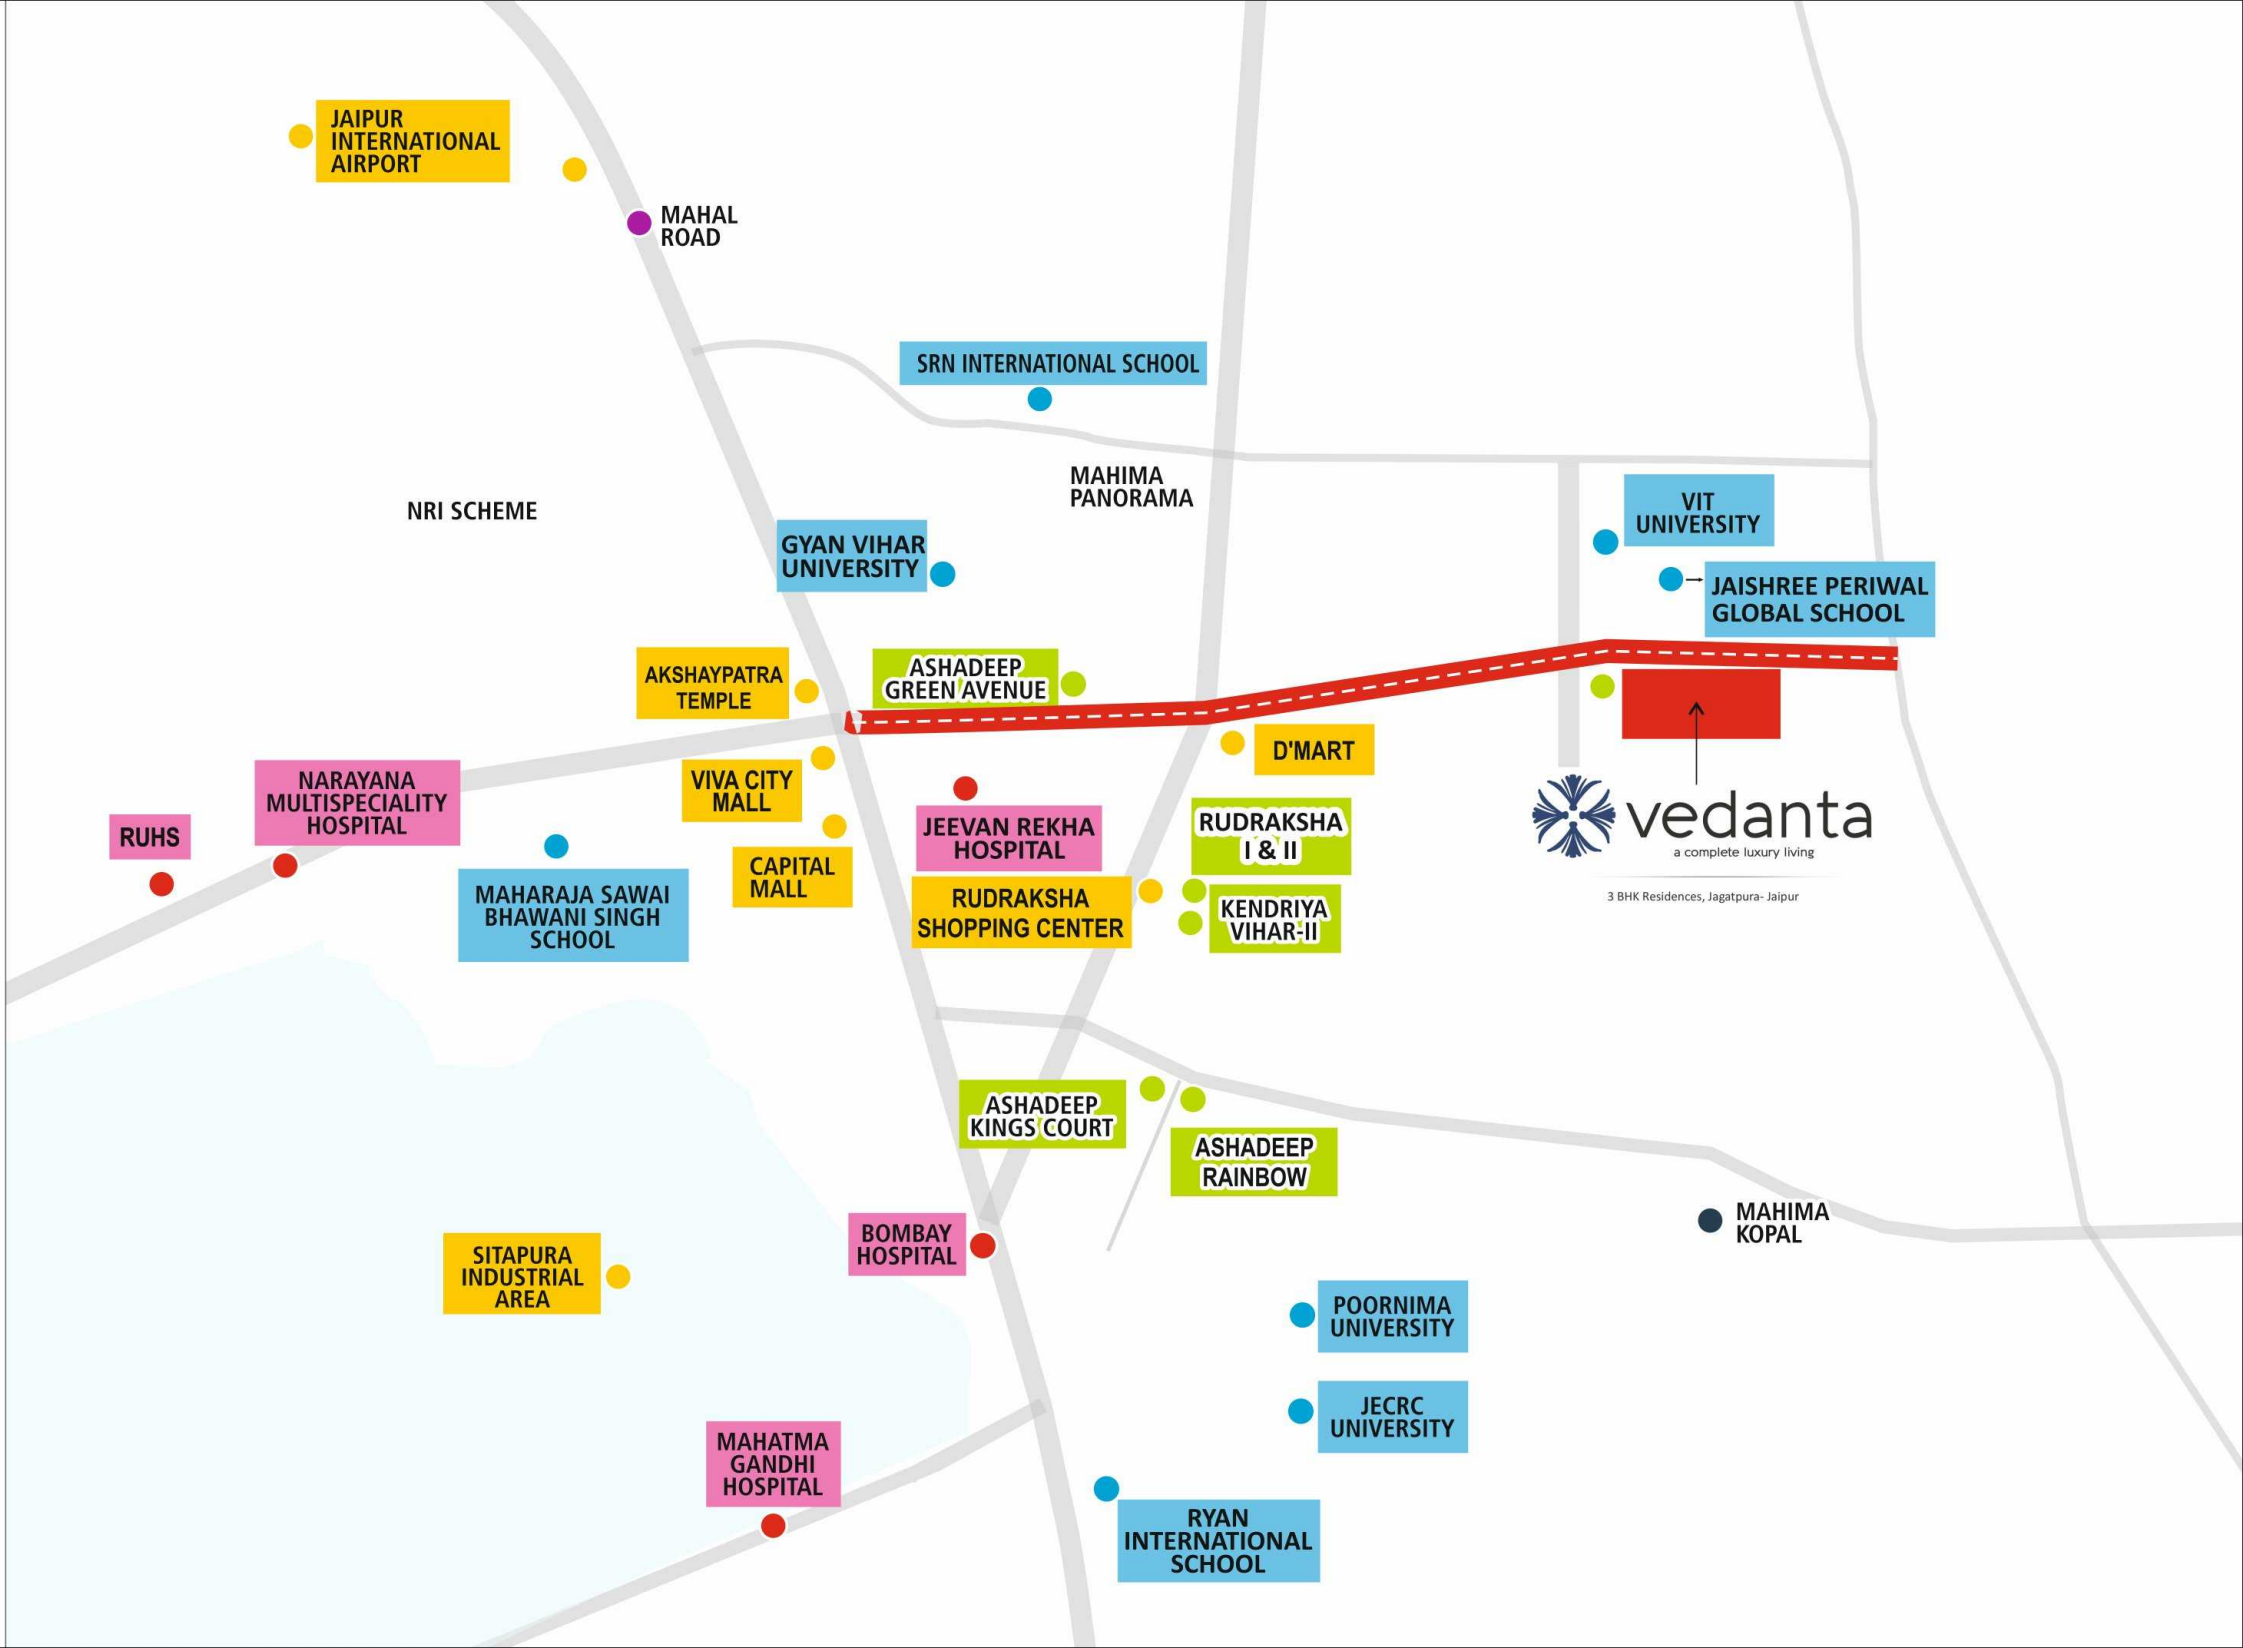 JAIPUR
INTERNATIONAL
AIRPORT
MAHAL
ROAD
SRN INTERNATIONAL SCHOOL
MAHIMA
PANORAMA
NRI SCHEME
VIT
UNIVERSITY
GYAN VIHAR
UNIVERSITY
JAISHREE PERIWAL
GLOBAL SCHOOL
AKSHAYPATRA
TEMPLE
ASHADEEP
GREEN AVENUE
D'MART
NARAYANA
MULTISPECIALITY
HOSPITAL
VIVA CITY
MALL
RUHS
JEEVAN REKHA
HOSPITAL
RUDRAKSHA
I & II
vedanta
a complete luxury living
3 BHK Residences, Jagatpura- Jaipur
CAPITAL
MALL
MAHARAJA SAWAI
BHAWANI SINGH
SCHOOL
RUDRAKSHA
SHOPPING CENTER
KENDRIYA
VIHAR-II
ASHADEEP
KINGS COURT
ASHADEEP
RAINBOW
MAHIMA
KOPAL
BOMBAY
HOSPITAL
SITAPURA
INDUSTRIAL
AREA
POORNIMA
UNIVERSITY
JECRC
UNIVERSITY
MAHATMA
GANDHI
HOSPITAL
RYAN
INTERNATIONAL
SCHOOL